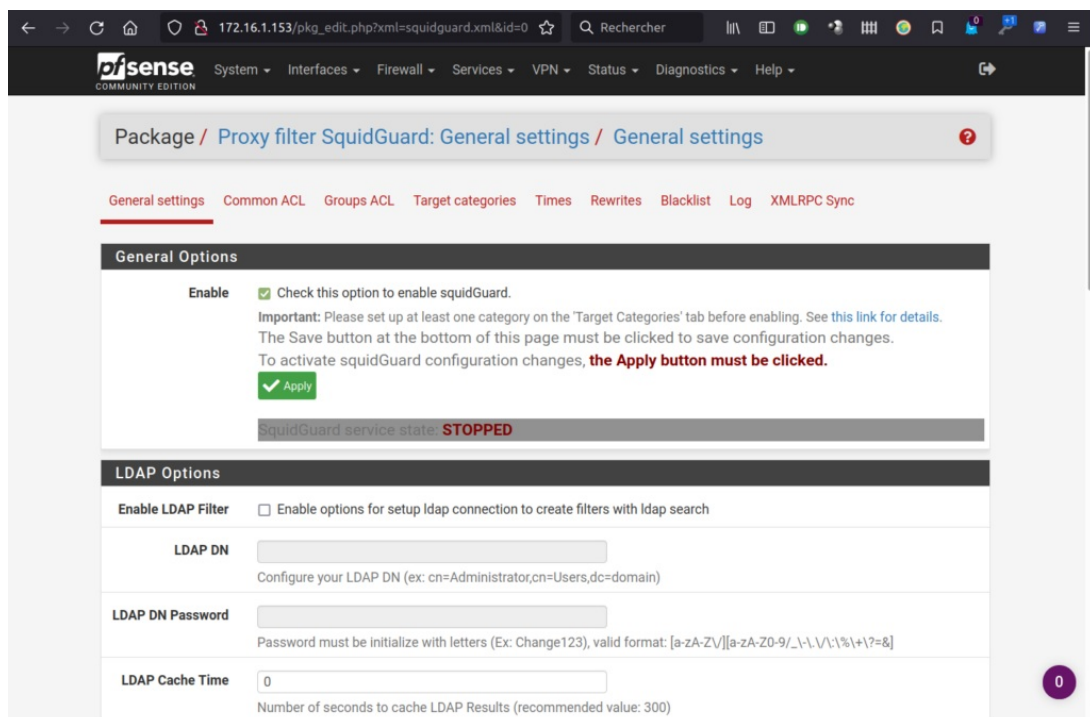 172.16.1.153/pkg_edit.php?xml=squidguard.xml&id=0
Rechercher
0
+1
pfsense
COMMUNITY EDITION
System
Interfaces
Firewall
Services
VPN
Status
Diagnostics
Help
Package / Proxy filter SquidGuard: General settings / General settings
?
General settings
Common ACL
Groups ACL
Target categories
Times
Rewrites
Blacklist
Log
XMLRPC Sync
General Options
Enable
Check this option to enable squidGuard.
Important: Please set up at least one category on the 'Target Categories' tab before enabling. See this link for details.
The Save button at the bottom of this page must be clicked to save configuration changes.
To activate squidGuard configuration changes, the Apply button must be clicked.
Apply
SquidGuard service state: STOPPED
LDAP Options
Enable LDAP Filter
Enable options for setup ldap connection to create filters with ldap search
LDAP DN
Configure your LDAP DN (ex: cn=Administrator,cn=Users,dc=domain)
LDAP DN Password
Password must be initialize with letters (Ex: Change123), valid format: [a-zA-Z\/][a-zA-Z0-9/_\-\.\/\:\%\+\?=&]
LDAP Cache Time
0
Number of seconds to cache LDAP Results (recommended value: 300)
0